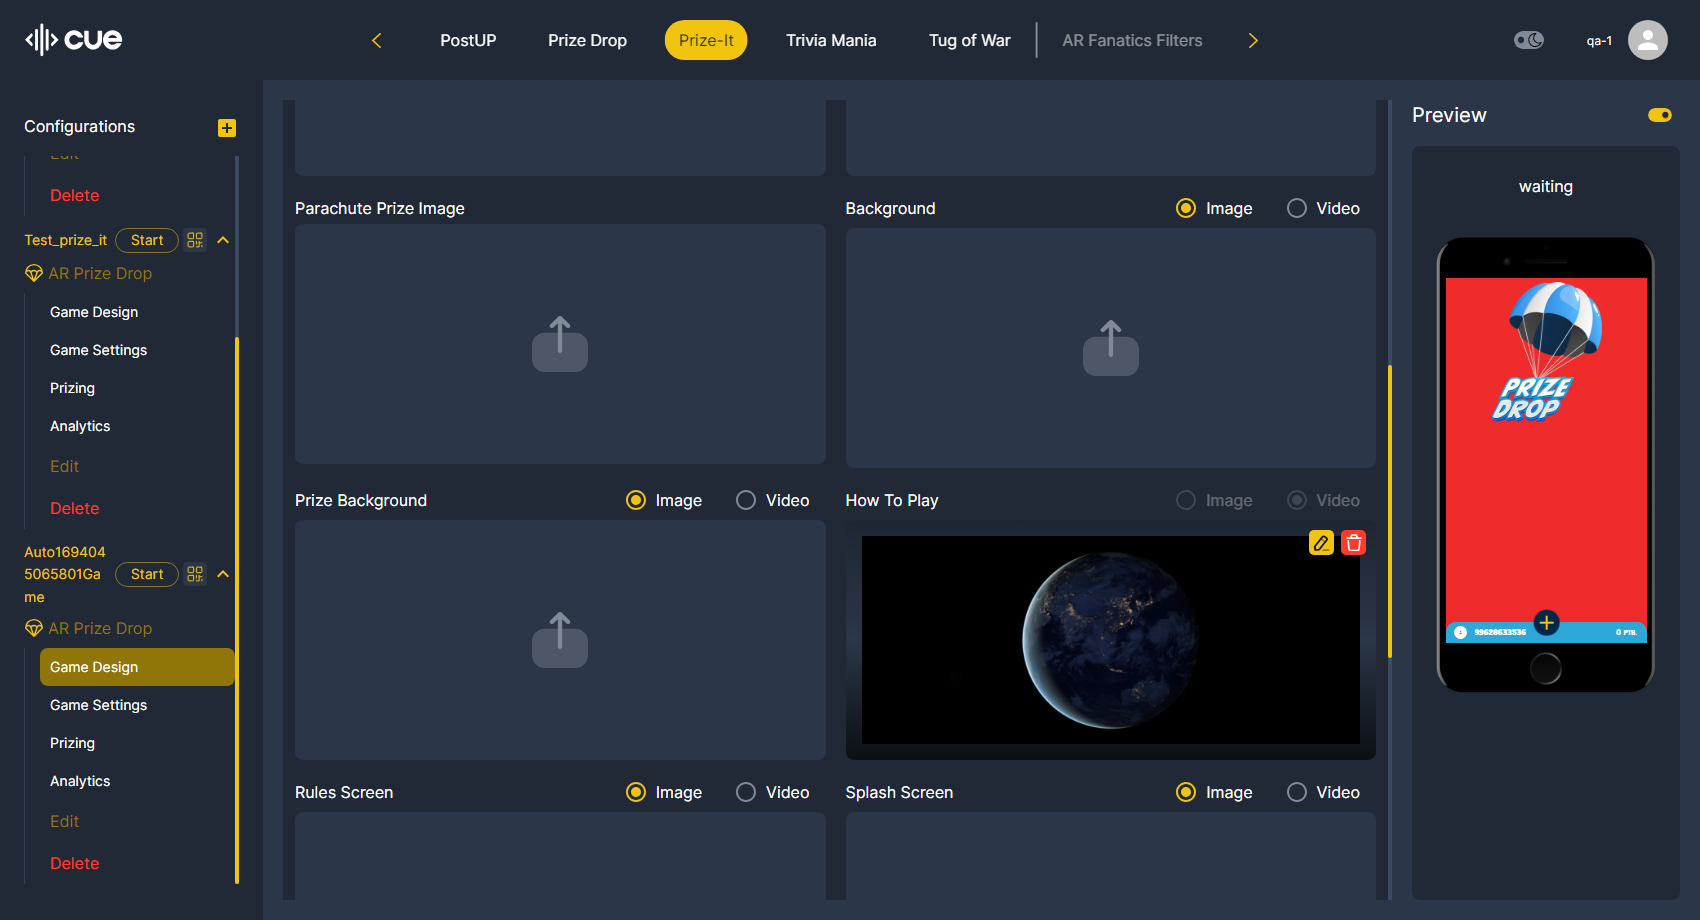 cue
PostUP
Prize Drop
Prize-It
Trivia Mania
Tug of War
AR Fanatics Filters
qa-1
Configurations
Edit
Delete
Test_prize_it
Start
AR Prize Drop
Game Design
Game Settings
Prizing
Analytics
Edit
Delete
Auto169404
5065801Ga
me
Start
AR Prize Drop
Game Design
Game Settings
Prizing
Analytics
Edit
Delete
Parachute Prize Image
Background
Image
Video
Prize Background
Image
Video
How To Play
Image
Video
Rules Screen
Image
Video
Splash Screen
Image
Video
Preview
waiting
PRIZE
DROP
99628633536
0 PTS.